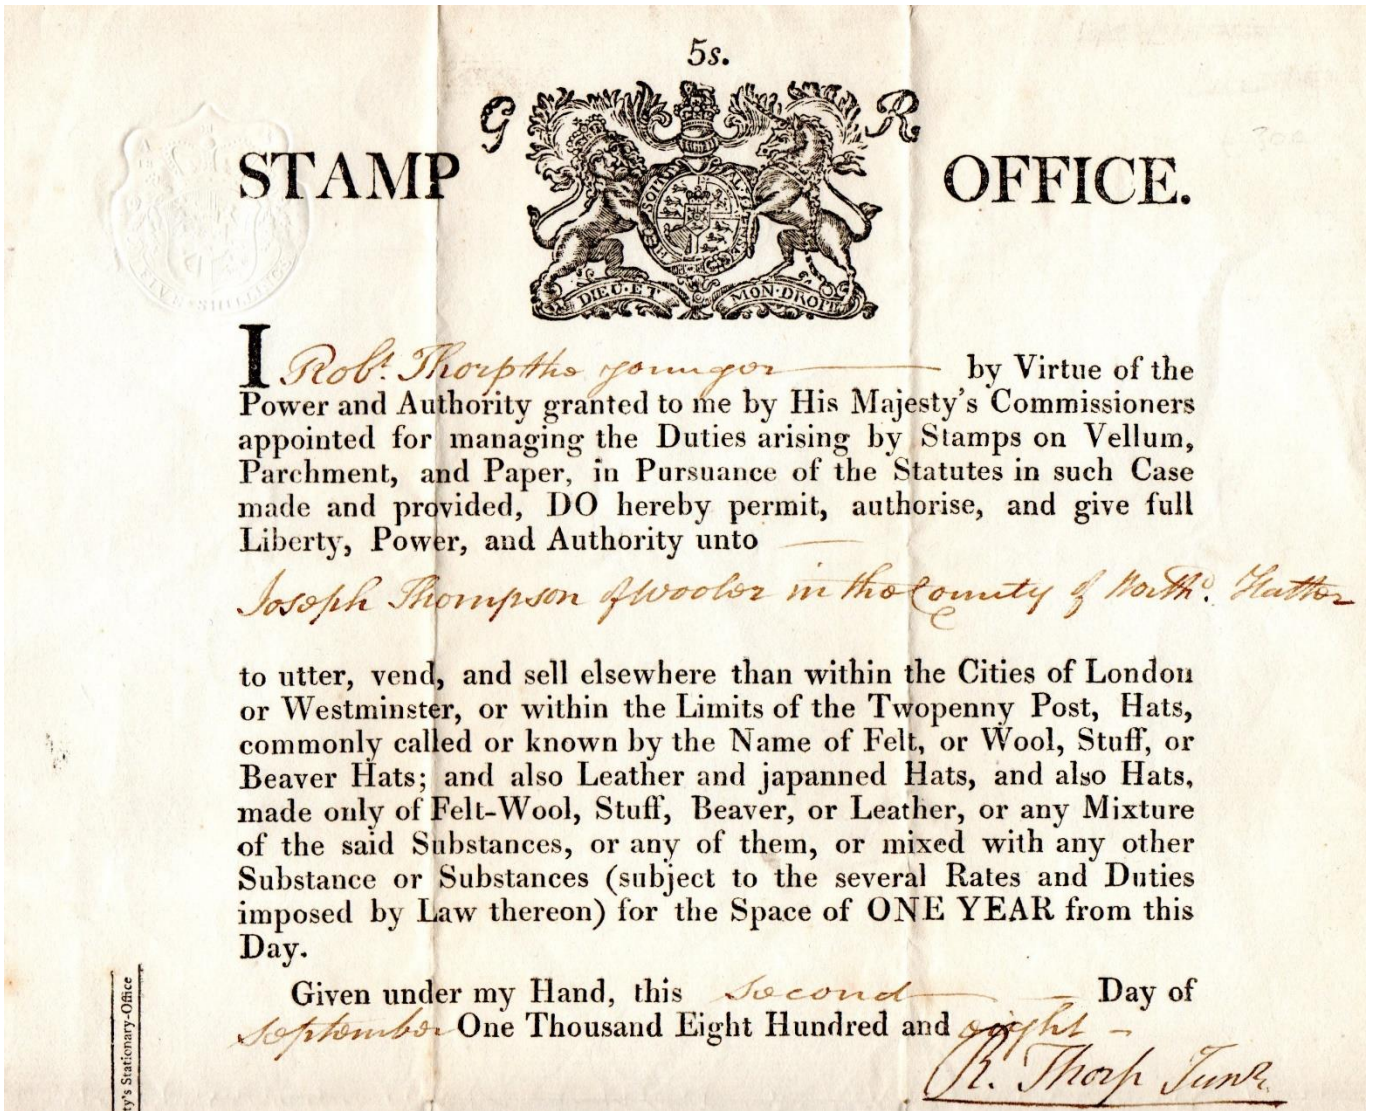 5s.
G R
STAMP OFFICE.
SOIT QUI MAL Y PENSE
DIEU·ET MON·DROIT
FIVE·SHILLINGS
I Robt. Thorp the younger by Virtue of the
Power and Authority granted to me by His Majesty's Commissioners
appointed for managing the Duties arising by Stamps on Vellum,
Parchment, and Paper, in Pursuance of the Statutes in such Case
made and provided, DO hereby permit, authorise, and give full
Liberty, Power, and Authority unto
Joseph Thompson of Wooler in the County of Northd. Hatter
to utter, vend, and sell elsewhere than within the Cities of London
or Westminster, or within the Limits of the Twopenny Post, Hats,
commonly called or known by the Name of Felt, or Wool, Stuff, or
Beaver Hats; and also Leather and japanned Hats, and also Hats,
made only of Felt-Wool, Stuff, Beaver, or Leather, or any Mixture
of the said Substances, or any of them, or mixed with any other
Substance or Substances (subject to the several Rates and Duties
imposed by Law thereon) for the Space of ONE YEAR from this
Day.
Given under my Hand, this second Day of
September One Thousand Eight Hundred and eight
R. Thorp Junr.
ty's Stationary-Office